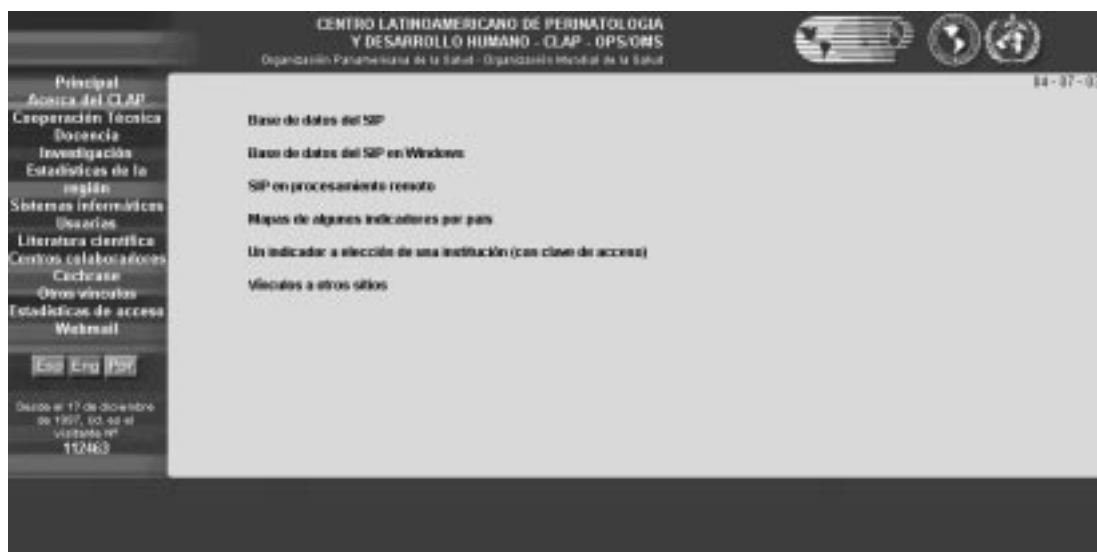 CENTRO LATINOAMERICANO DE PERINATOLOGIA
Y DESARROLLO HUMANO - CLAP - OPS/OMS
Organización Panamericana de la Salud - Organización Mundial de la Salud
04-07-0
Principal
Acerca del CLAP
Cooperación Técnica
Docencia
Investigación
Estadísticas de la
región
Sistemas informáticos
Usuarias
Literatura científica
Centros colaboradores
Cochrane
Otros vínculos
Estadísticas de acceso
Webmail
Esp Eng Por
Desde el 17 de diciembre
de 1997, Ud. es el
visitante Nº
112463
Base de datos del SIP
Base de datos del SIP en Windows
SIP en procesamiento remoto
Mapas de algunos indicadores por país
Un indicador a elección de una institución (con clave de acceso)
Vínculos a otros sitios